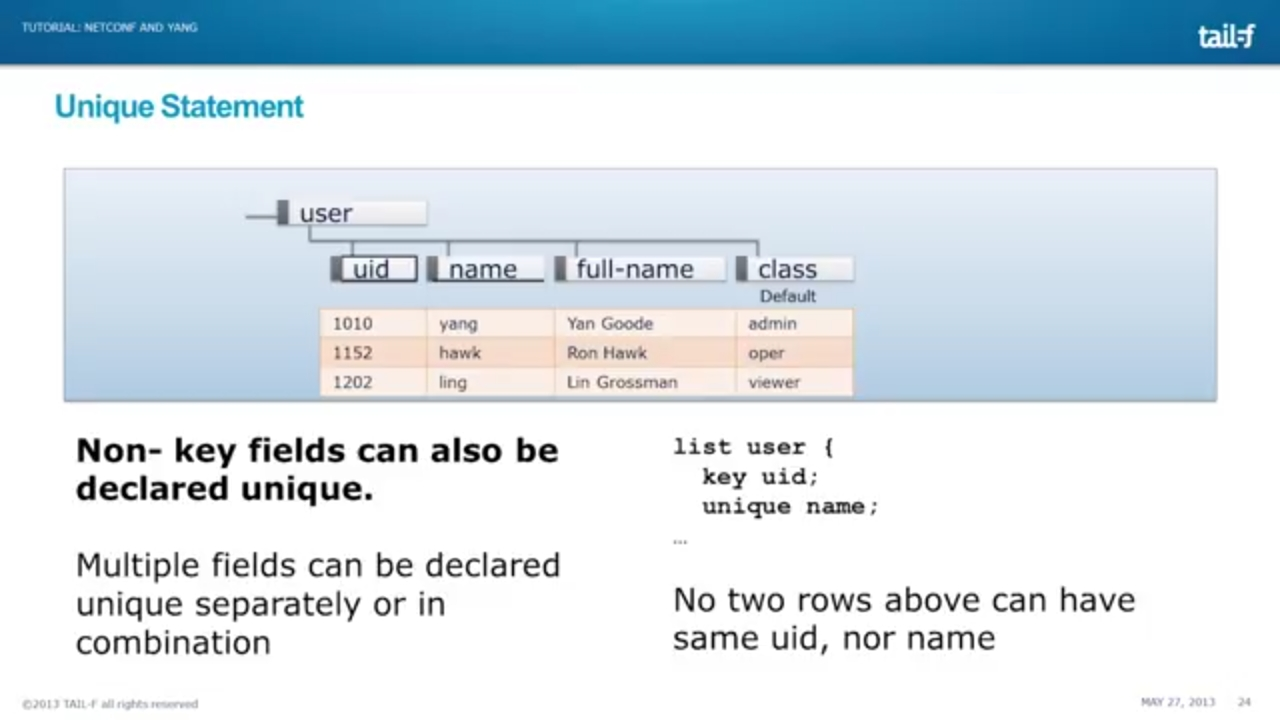 TUTORIAL: NETCONF AND YANG
tail-f
Unique Statement
user
uid name full-name class
Default
1010 yang Yan Goode admin
1152 hawk Ron Hawk oper
1202 ling Lin Grossman viewer
Non- key fields can also be
declared unique.
Multiple fields can be declared
unique separately or in
combination
list user {
key uid;
unique name;
…
No two rows above can have
same uid, nor name
©2013 TAIL-F all rights reserved
MAY 27, 2013 24